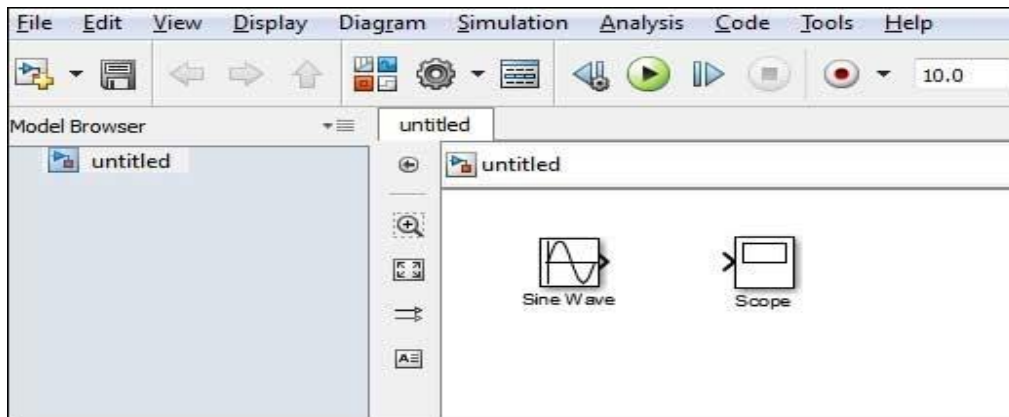 File Edit View Display Diagram Simulation Analysis Code Tools Help
10.0
Model Browser
untitled
untitled
untitled
Sine Wave
Scope